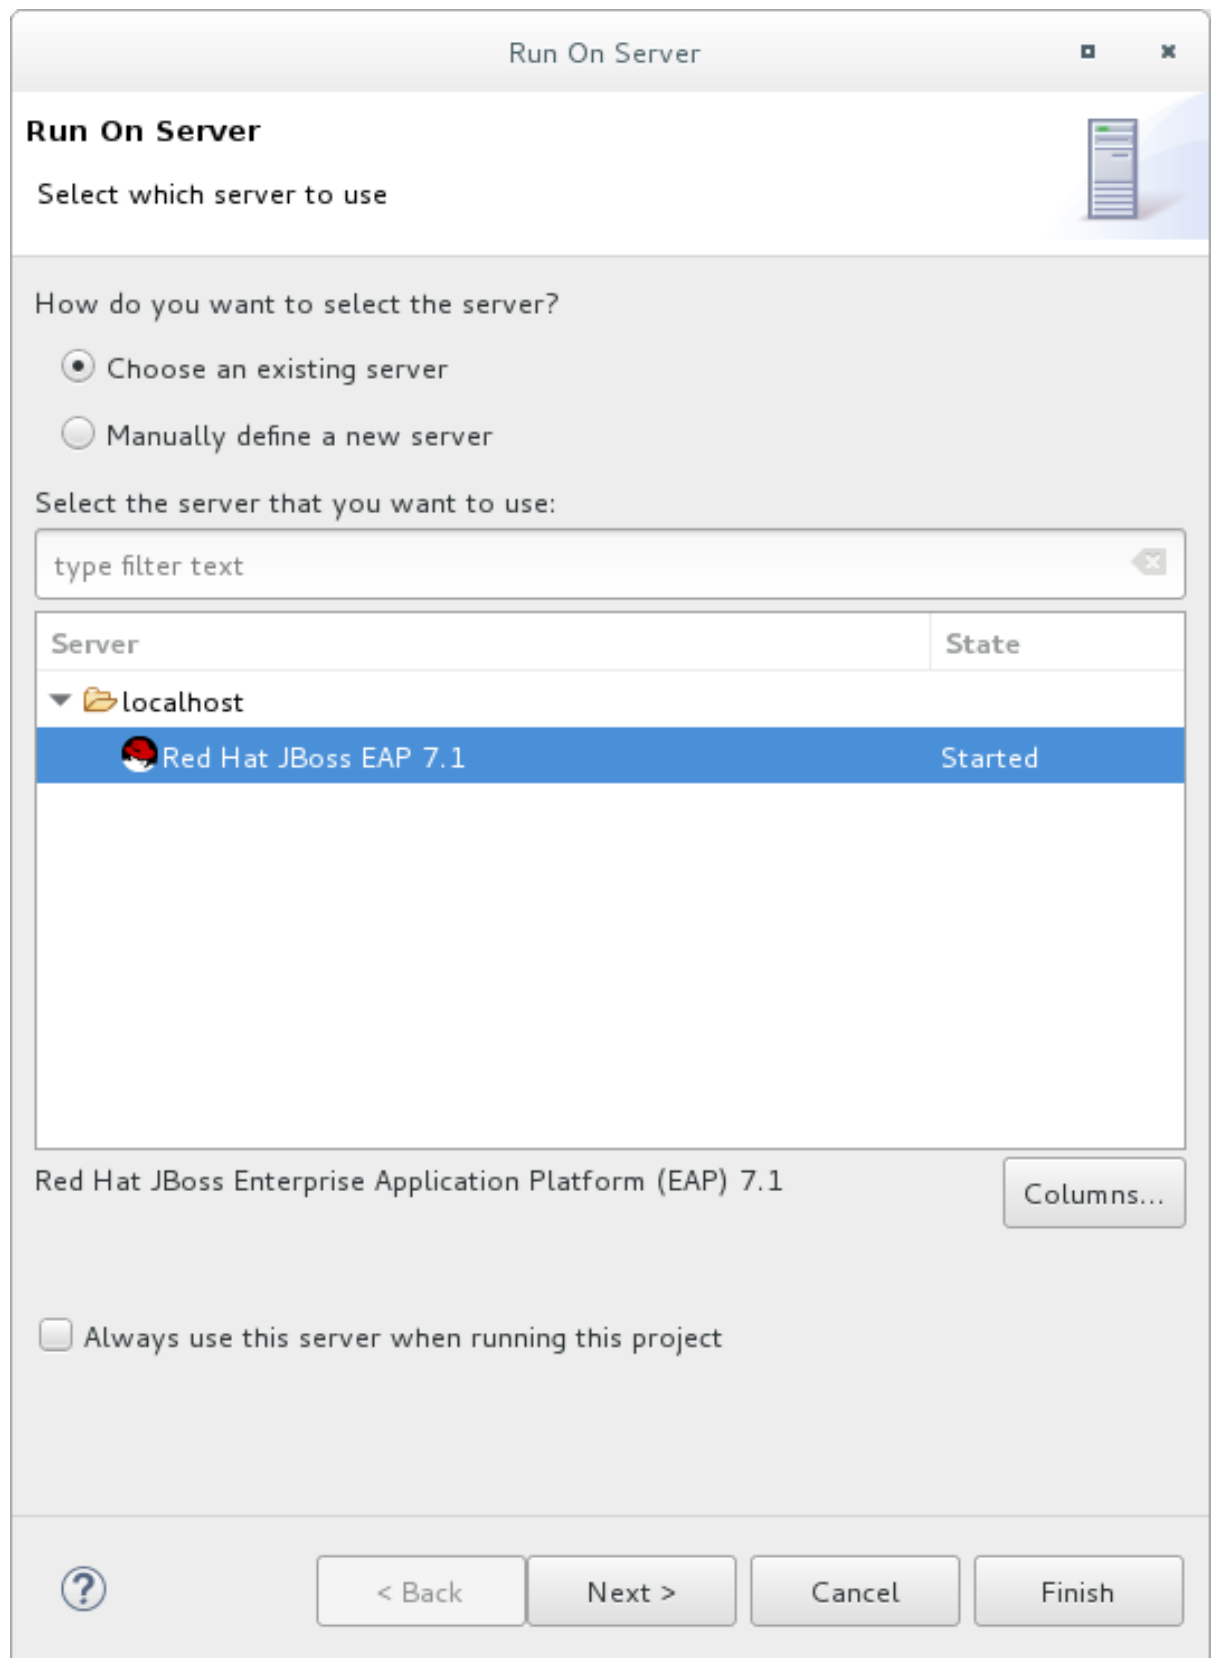 Run On Server
Run On Server
Select which server to use
How do you want to select the server?
Choose an existing server
Manually define a new server
Select the server that you want to use:
type filter text
Server State
localhost
Red Hat JBoss EAP 7.1 Started
Red Hat JBoss Enterprise Application Platform (EAP) 7.1
Columns...
Always use this server when running this project
? < Back Next > Cancel Finish